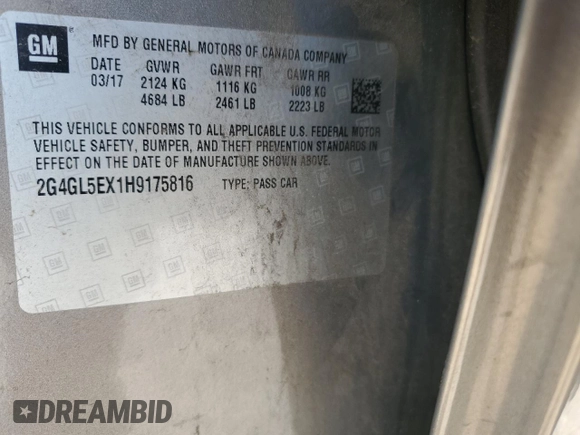 GM
MFD BY GENERAL MOTORS OF CANADA COMPANY
DATE GVWR GAWR FRT GAWR RR
03/17 2124 KG 1116 KG 1008 KG
4684 LB 2461 LB 2223 LB
THIS VEHICLE CONFORMS TO ALL APPLICABLE U.S. FEDERAL MOTOR
VEHICLE SAFETY, BUMPER, AND THEFT PREVENTION STANDARDS IN
EFFECT ON THE DATE OF MANUFACTURE SHOWN ABOVE.
2G4GL5EX1H9175816 TYPE: PASS CAR
DREAMBID